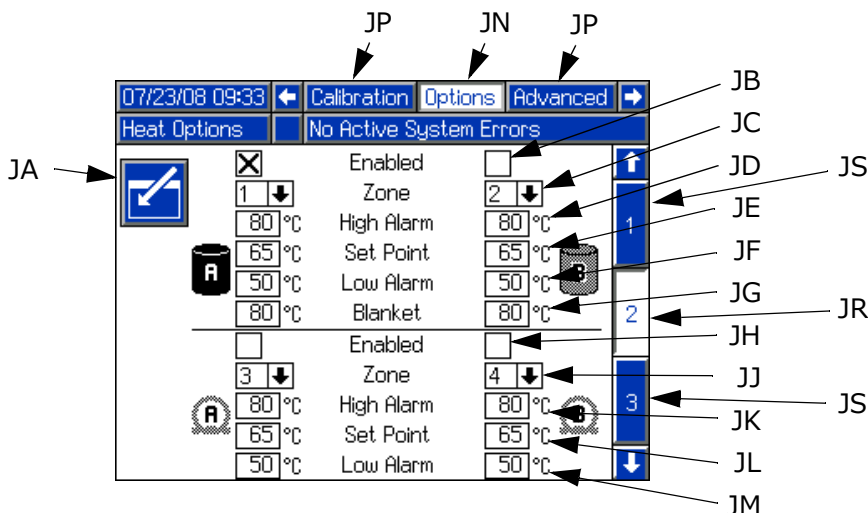 JP JN JP
07/23/08 09:33 Calibration Options Advanced
JB
Heat Options No Active System Errors
JC
JA Enabled JS
1 Zone 2 JD
80 °C High Alarm 80 °C 1 JE
A 65 °C Set Point 65 °C B
50 °C Low Alarm 50 °C JF
80 °C Blanket 80 °C 2 JG
JR
Enabled JH
3 Zone 4 JJ
A 80 °C High Alarm 80 °C B 3 JS
JK
65 °C Set Point 65 °C JL
50 °C Low Alarm 50 °C
JM